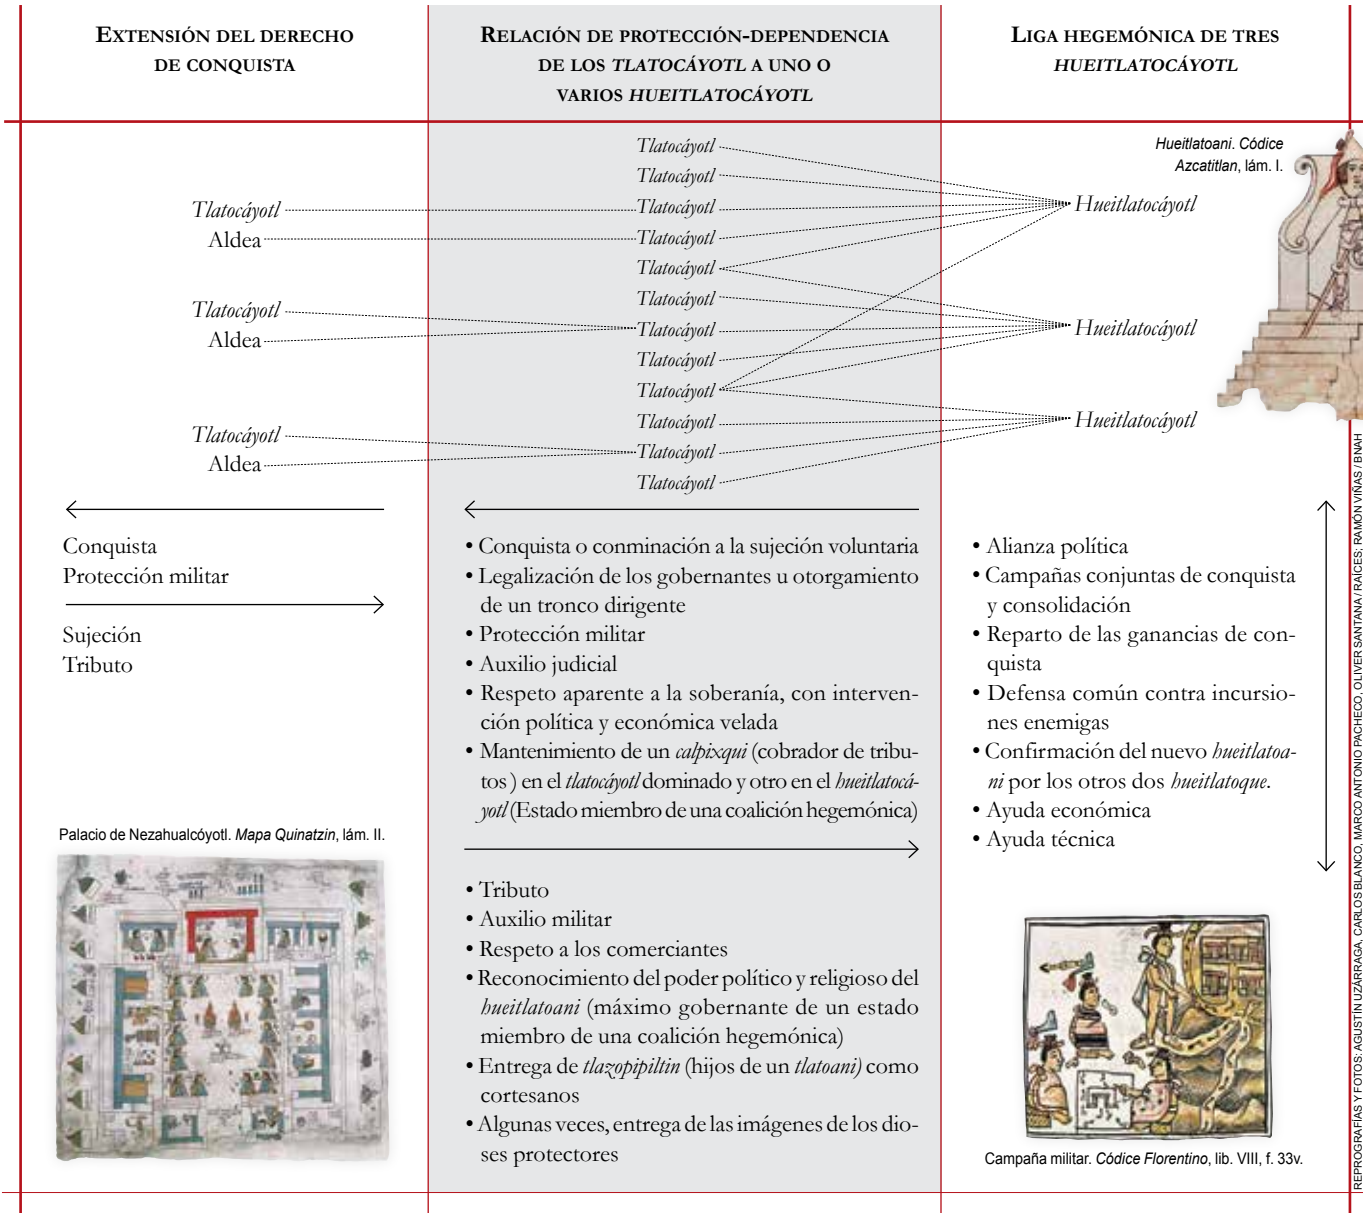 EXTENSIÓN DEL DERECHO
DE CONQUISTA
RELACIÓN DE PROTECCIÓN-DEPENDENCIA
DE LOS TLATOCÁYOTL A UNO O
VARIOS HUEITLATOCÁYOTL
LIGA HEGEMÓNICA DE TRES
HUEITLATOCÁYOTL
Tlatocáyotl
Aldea
Tlatocáyotl
Aldea
Tlatocáyotl
Aldea
Tlatocáyotl
Tlatocáyotl
Tlatocáyotl
Tlatocáyotl
Tlatocáyotl
Tlatocáyotl
Tlatocáyotl
Tlatocáyotl
Tlatocáyotl
Tlatocáyotl
Tlatocáyotl
Tlatocáyotl
Hueitlatoani. Códice
Azcatitlan, lám. I.
Hueitlatocáyotl
Hueitlatocáyotl
Hueitlatocáyotl
Conquista
Protección militar
Sujeción
Tributo
Palacio de Nezahualcóyotl. Mapa Quinatzin, lám. II.
• Conquista o conminación a la sujeción voluntaria
• Legalización de los gobernantes u otorgamiento
de un tronco dirigente
• Protección militar
• Auxilio judicial
• Respeto aparente a la soberanía, con interven-
ción política y económica velada
• Mantenimiento de un calpixqui (cobrador de tribu-
tos ) en el tlatocáyotl dominado y otro en el hueitlatocá-
yotl (Estado miembro de una coalición hegemónica)
• Tributo
• Auxilio militar
• Respeto a los comerciantes
• Reconocimiento del poder político y religioso del
hueitlatoani (máximo gobernante de un estado
miembro de una coalición hegemónica)
• Entrega de tlazopipiltin (hijos de un tlatoani) como
cortesanos
• Algunas veces, entrega de las imágenes de los dio-
ses protectores
• Alianza política
• Campañas conjuntas de conquista
y consolidación
• Reparto de las ganancias de con-
quista
• Defensa común contra incursio-
nes enemigas
• Confirmación del nuevo hueitlatoa-
ni por los otros dos hueitlatoque.
• Ayuda económica
• Ayuda técnica
Campaña militar. Códice Florentino, lib. VIII, f. 33v.
REPROGRAFÍAS Y FOTOS: AGUSTÍN UZÁRRAGA, CARLOS BLANCO, MARCO ANTONIO PACHECO, OLIVER SANTANA / RAÍCES; RAMÓN VIÑAS / BNAH